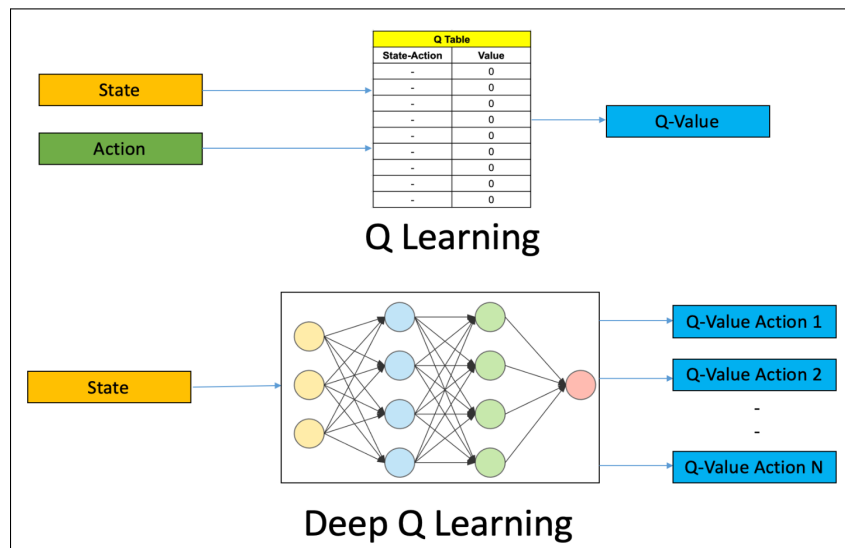 Q Table
State-Action Value
- 0
- 0
- 0
- 0
- 0
- 0
- 0
- 0
- 0
State
Action
Q-Value
Q Learning
State
Q-Value Action 1
Q-Value Action 2
-
-
Q-Value Action N
Deep Q Learning